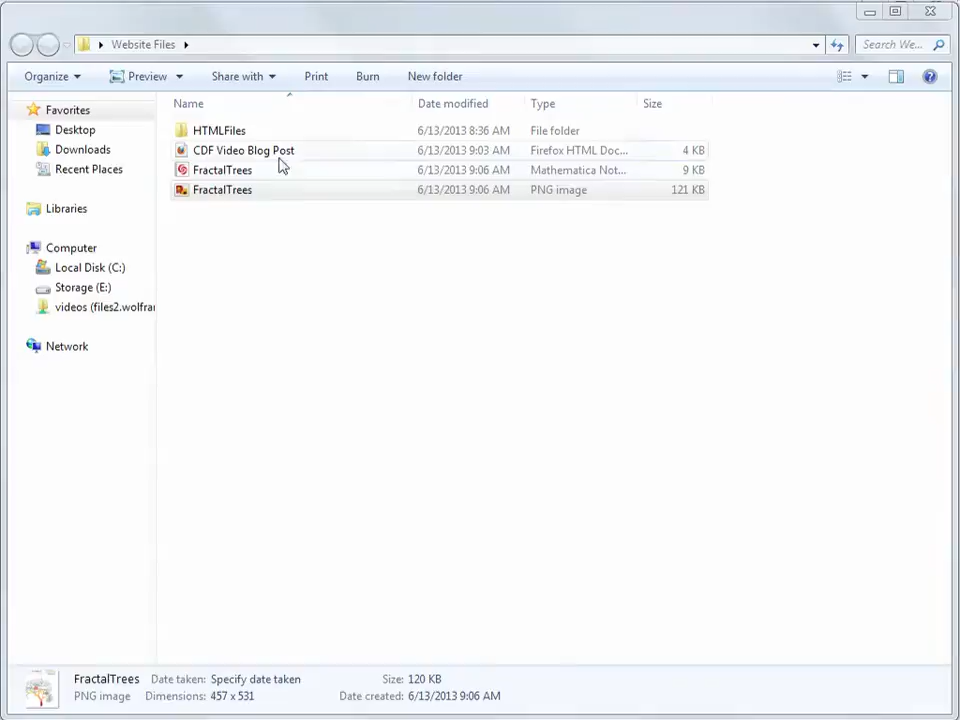 Website Files
Search We...
Organize Preview Share with Print Burn New folder
Name Date modified Type Size
Favorites
Desktop
Downloads
Recent Places
Libraries
Computer
Local Disk (C:)
Storage (E:)
videos (files2.wolfran
Network
HTMLFiles 6/13/2013 8:36 AM File folder
CDF Video Blog Post 6/13/2013 9:03 AM Firefox HTML Doc... 4 KB
FractalTrees 6/13/2013 9:06 AM Mathematica Not... 9 KB
FractalTrees 6/13/2013 9:06 AM PNG image 121 KB
FractalTrees Date taken: Specify date taken Size: 120 KB
PNG image Dimensions: 457 x 531 Date created: 6/13/2013 9:06 AM